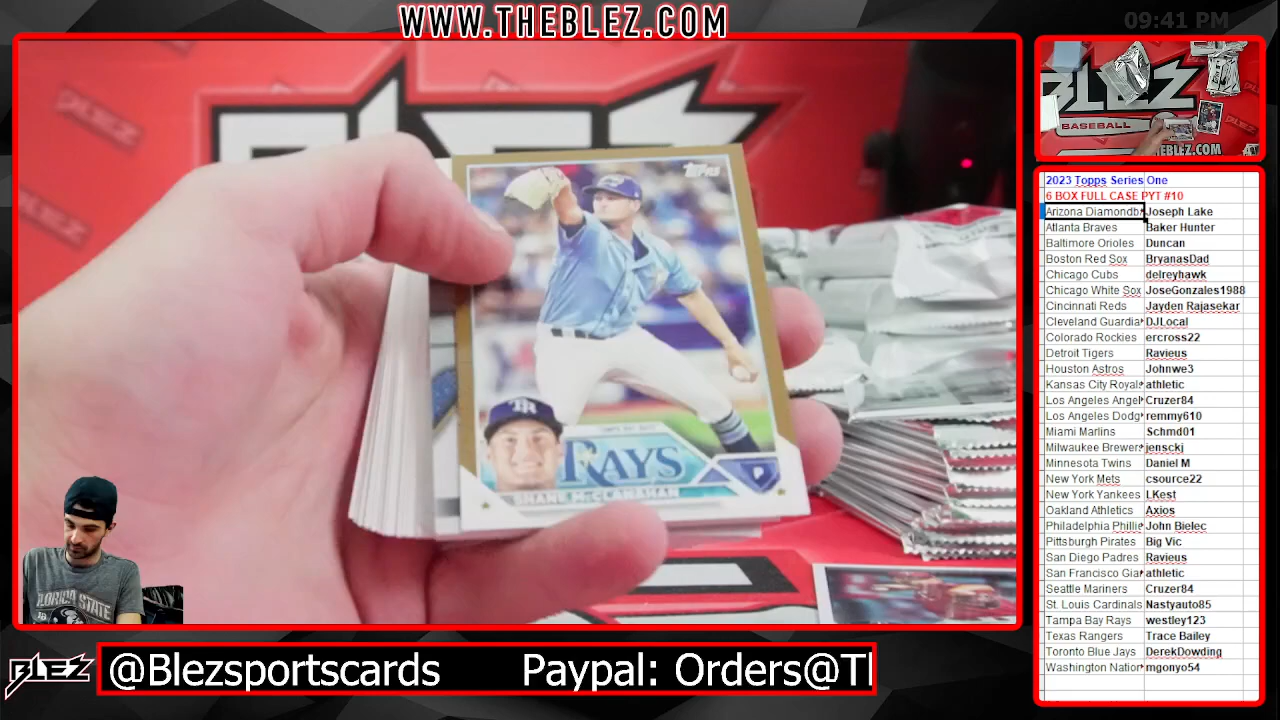 WWW.THEBLEZ.COM
09:41 PM
BLEZ
BLEZ
BASEBALL
THEBLEZ.COM
Topps
RAYS
SHANE McCLANAHAN
P
FLORIDA STATE
2023 Topps Series One
6 BOX FULL CASE PYT #10
Arizona Diamondb Joseph Lake
Atlanta Braves Baker Hunter
Baltimore Orioles Duncan
Boston Red Sox BryanasDad
Chicago Cubs delreyhawk
Chicago White Sox JoseGonzales1988
Cincinnati Reds Jayden Rajasekar
Cleveland Guardia DJLocal
Colorado Rockies ercross22
Detroit Tigers Ravieus
Houston Astros Johnwe3
Kansas City Royals athletic
Los Angeles Angel Cruzer84
Los Angeles Dodg remmy610
Miami Marlins Schmd01
Milwaukee Brewer jensckj
Minnesota Twins Daniel M
New York Mets csource22
New York Yankees LKest
Oakland Athletics Axios
Philadelphia Phillie John Bielec
Pittsburgh Pirates Big Vic
San Diego Padres Ravieus
San Francisco Gia athletic
Seattle Mariners Cruzer84
St. Louis Cardinals Nastyauto85
Tampa Bay Rays westley123
Texas Rangers Trace Bailey
Toronto Blue Jays DerekDowding
Washington Nation mgonyo54
BLEZ @Blezsportscards Paypal: Orders@Tl